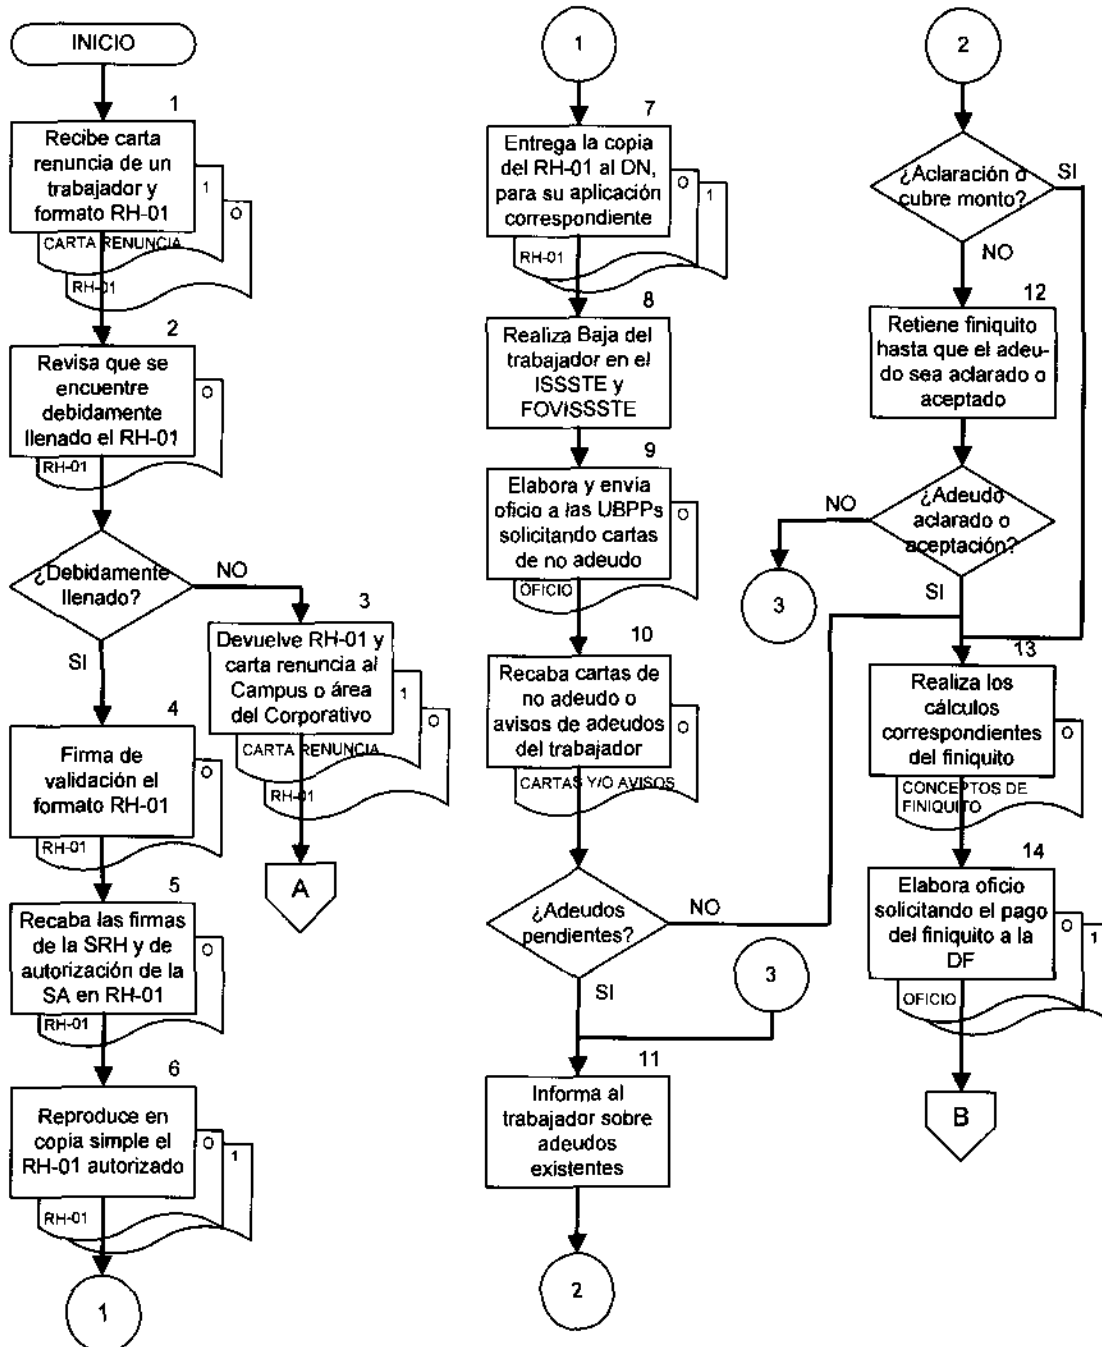 INICIO
1
Recibe carta
renuncia de un
trabajador y
formato RH-01
1
O
CARTA RENUNCIA
RH-01
2
Revisa que se
encuentre
debidamente
llenado el RH-01
O
RH-01
¿Debidamente
llenado?
NO
SI
3
Devuelve RH-01 y
carta renuncia al
Campus o área
del Corporativo
1
O
CARTA RENUNCIA
RH-01
A
4
Firma de
validación el
formato RH-01
O
RH-01
5
Recaba las firmas
de la SRH y de
autorización de la
SA en RH-01
O
RH-01
6
Reproduce en
copia simple el
RH-01 autorizado
O
1
RH-01
1
1
7
Entrega la copia
del RH-01 al DN,
para su aplicación
correspondiente
O
1
RH-01
8
Realiza Baja del
trabajador en el
ISSSTE y
FOVISSSTE
9
Elabora y envia
oficio a las UBPPs
solicitando cartas
de no adeudo
O
OFICIO
10
Recaba cartas de
no adeudo o
avisos de adeudos
del trabajador
O
CARTAS Y/O AVISOS
¿Adeudos
pendientes?
NO
SI
3
11
Informa al
trabajador sobre
adeudos
existentes
2
2
¿Aclaración o
cubre monto?
SI
NO
12
Retiene finiquito
hasta que el adeu-
do sea aclarado o
aceptado
¿Adeudo
aclarado o
aceptación?
NO
3
SI
13
Realiza los
cálculos
correspondientes
del finiquito
O
CONCEPTOS DE
FINIQUITO
14
Elabora oficio
solicitando el pago
del finiquito a la
DF
O
1
OFICIO
B